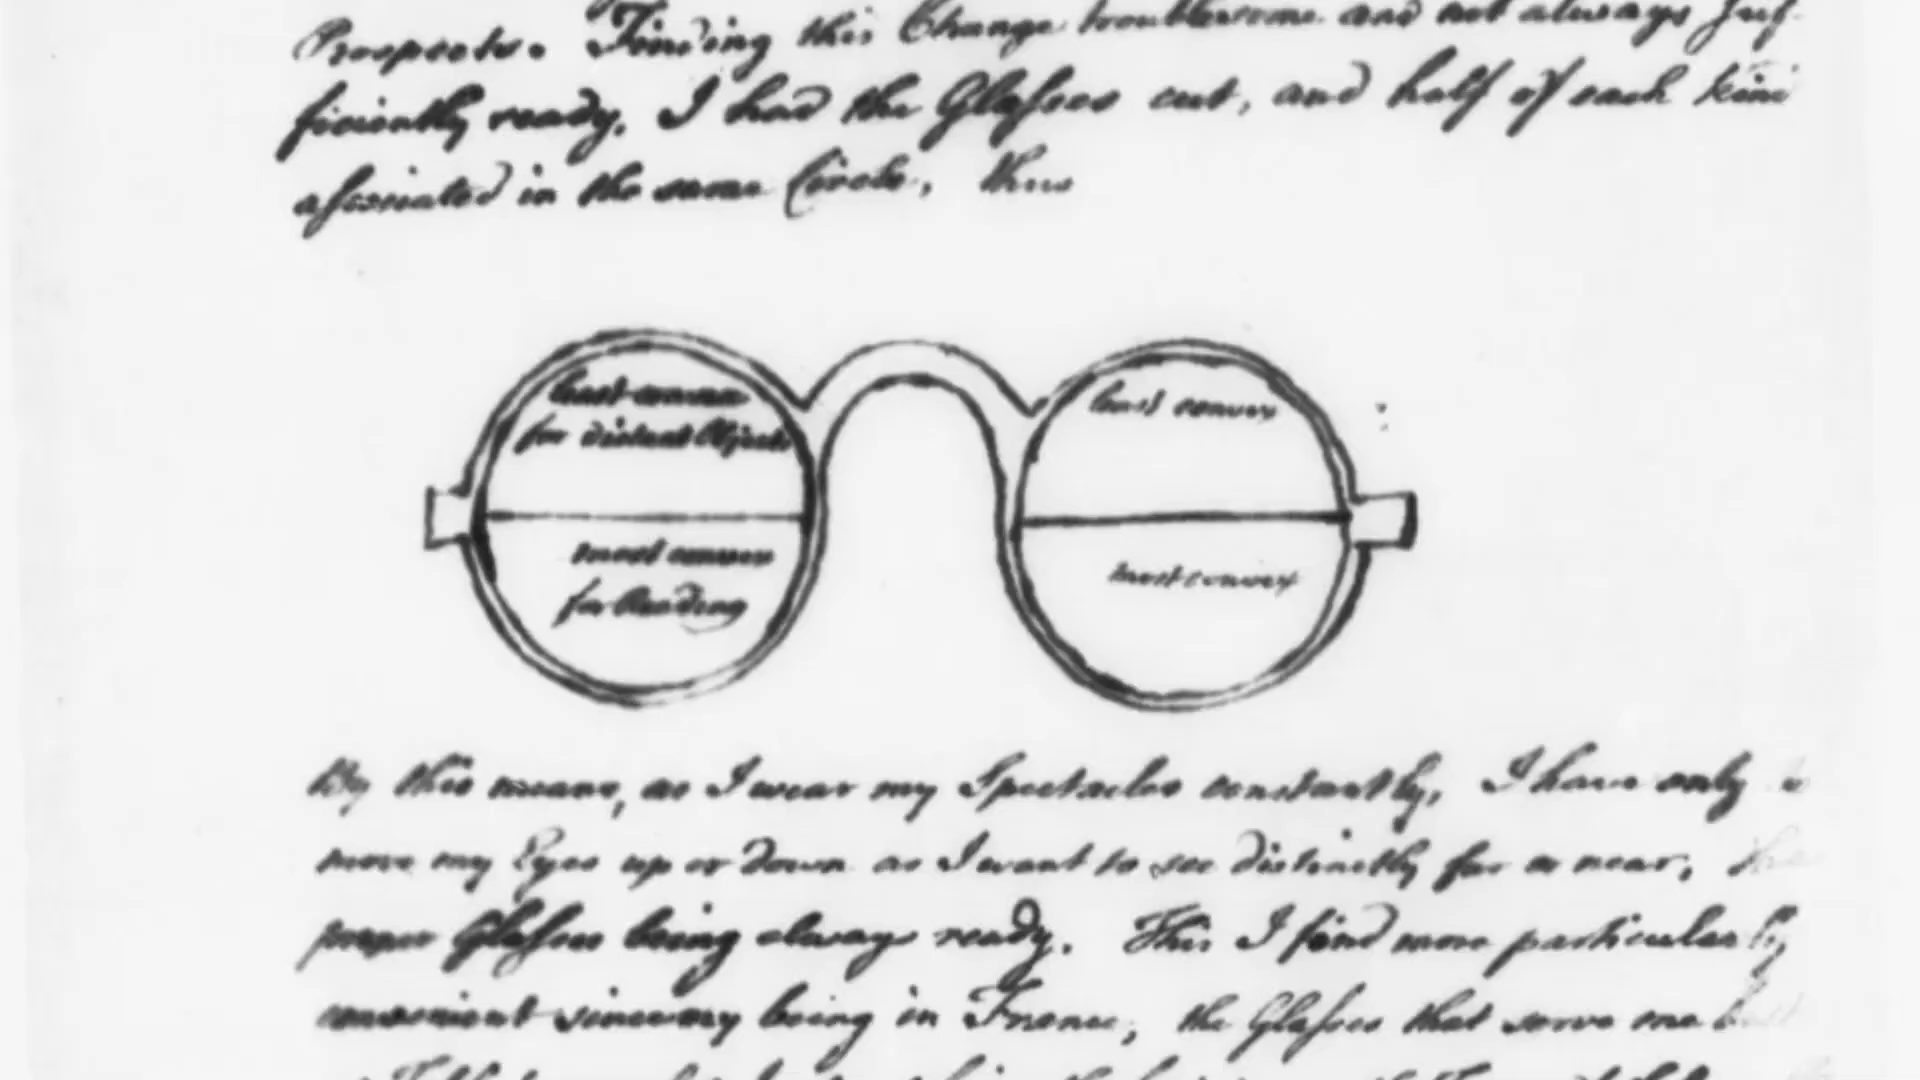 Prospects. Finding this Change troublesome and not always suf-
ficiently ready, I had the Glasses cut, and half of each kind
associated in the same Circle, thus
least convex
for distant Objects
least convex
most convex
for Reading
most convex
By this means, as I wear my Spectacles constantly, I have only to
move my Eyes up or down as I want to see distinctly far or near, the
proper Glasses being always ready. This I find more particularly
convenient since my being in France, the Glasses that serve me best